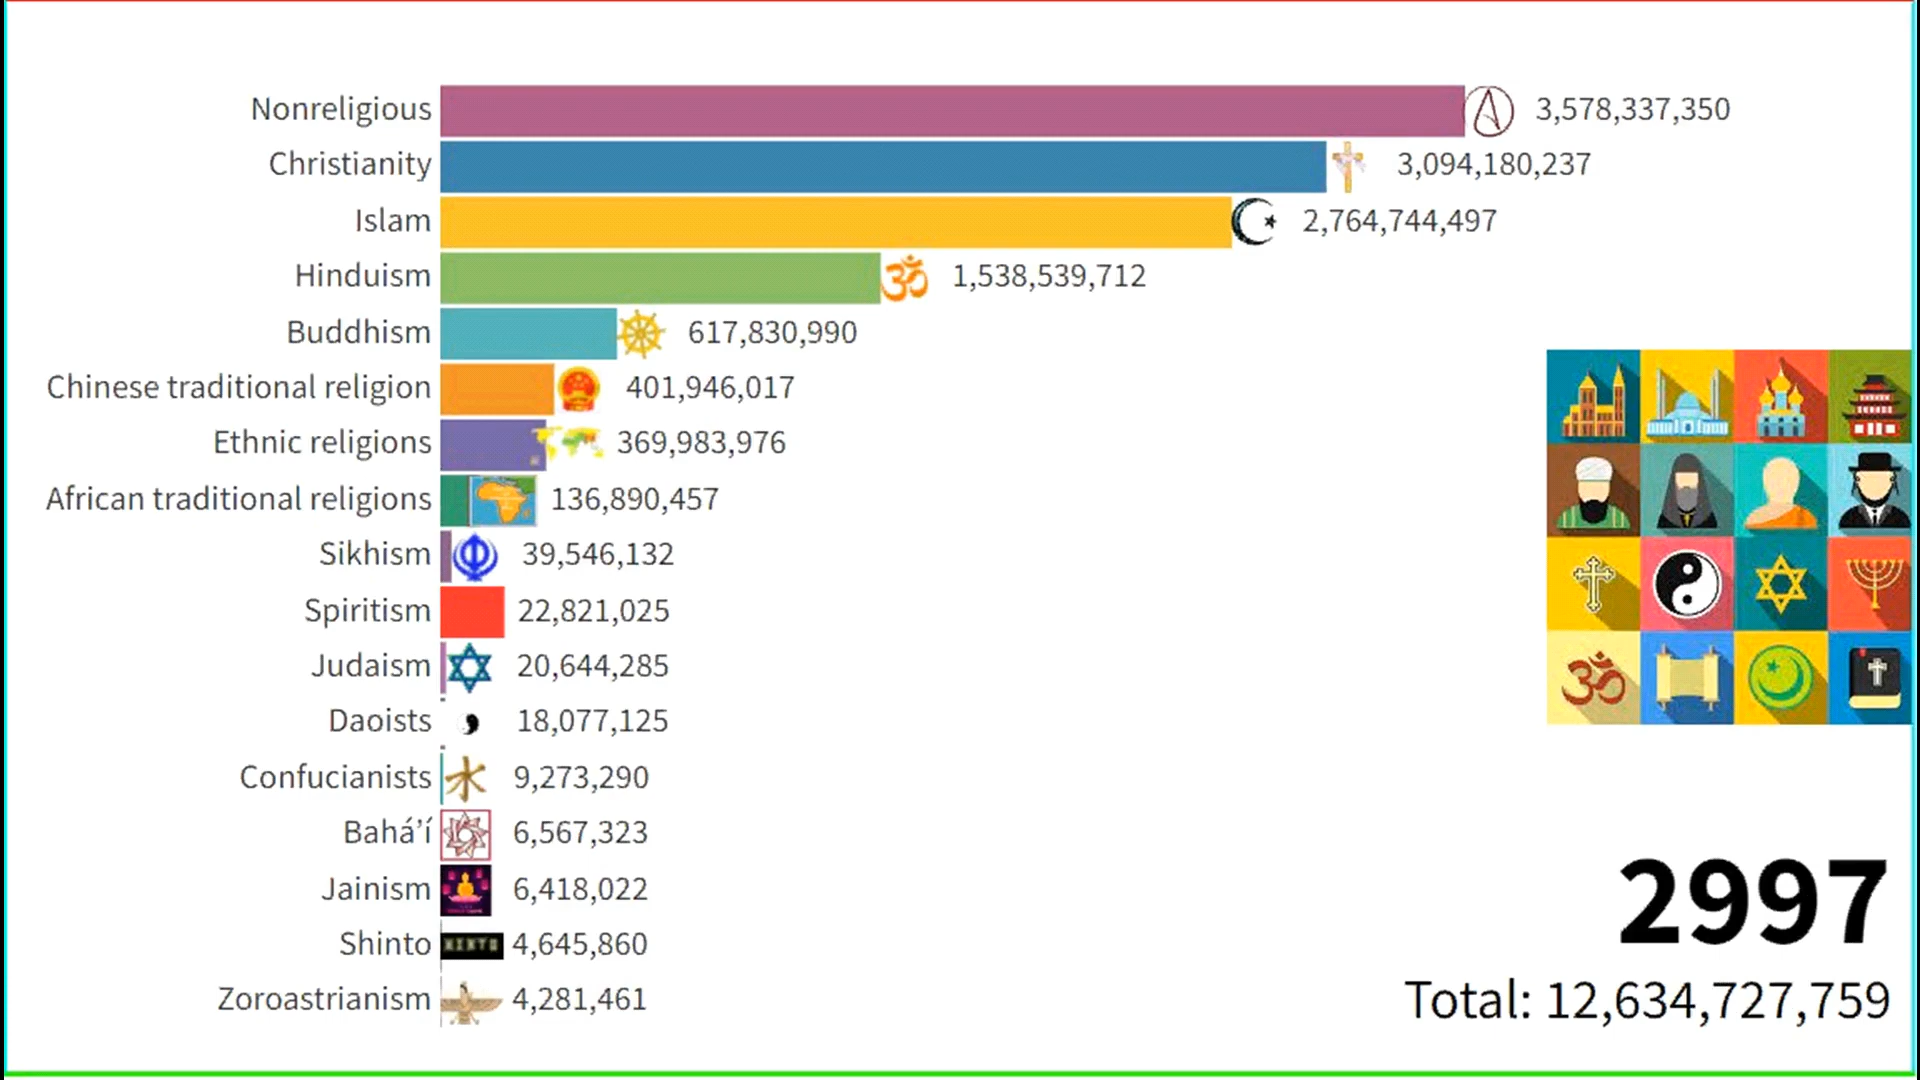 Nonreligious 3,578,337,350
Christianity 3,094,180,237
Islam 2,764,744,497
Hinduism 1,538,539,712
Buddhism 617,830,990
Chinese traditional religion 401,946,017
Ethnic religions 369,983,976
African traditional religions 136,890,457
Sikhism 39,546,132
Spiritism 22,821,025
Judaism 20,644,285
Daoists 18,077,125
Confucianists 9,273,290
Bahá’í 6,567,323
Jainism 6,418,022
Shinto 4,645,860
Zoroastrianism 4,281,461
2997
Total: 12,634,727,759